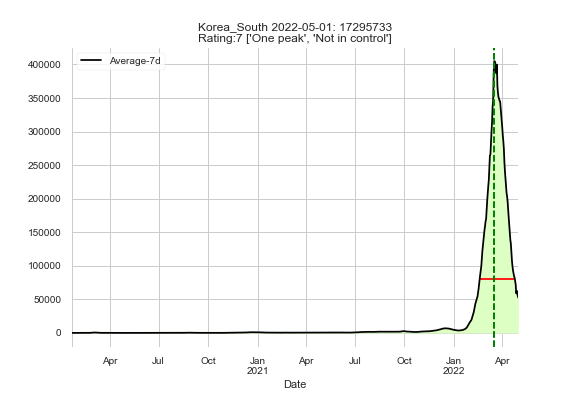 Korea_South 2022-05-01: 17295733
Rating:7 ['One peak', 'Not in control']
Average-7d
400000
350000
300000
250000
200000
150000
100000
50000
0
Apr
Jul
Oct
Jan
2021
Apr
Jul
Oct
Jan
2022
Apr
Date